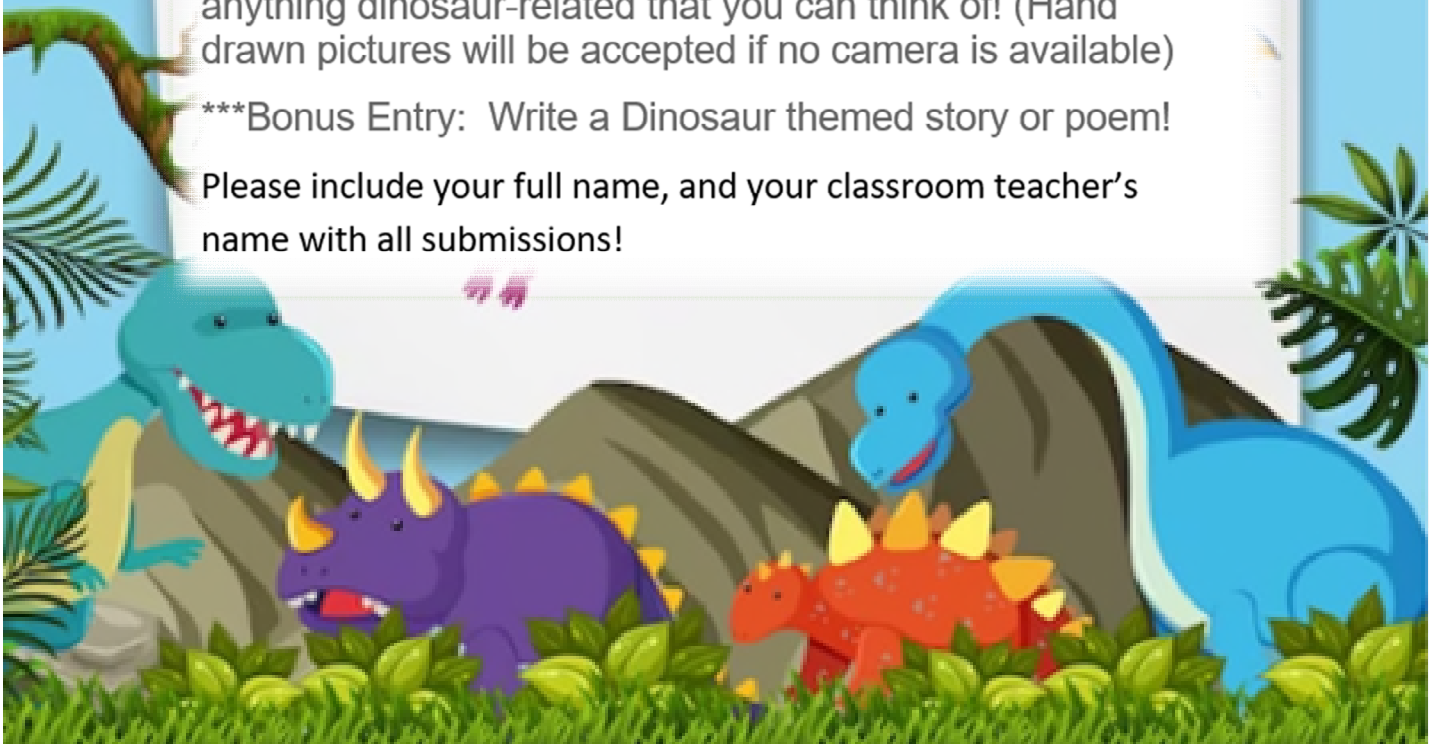 anything dinosaur-related that you can think of! (Hand
drawn pictures will be accepted if no camera is available)
***Bonus Entry:  Write a Dinosaur themed story or poem!
Please include your full name, and your classroom teacher’s
name with all submissions!